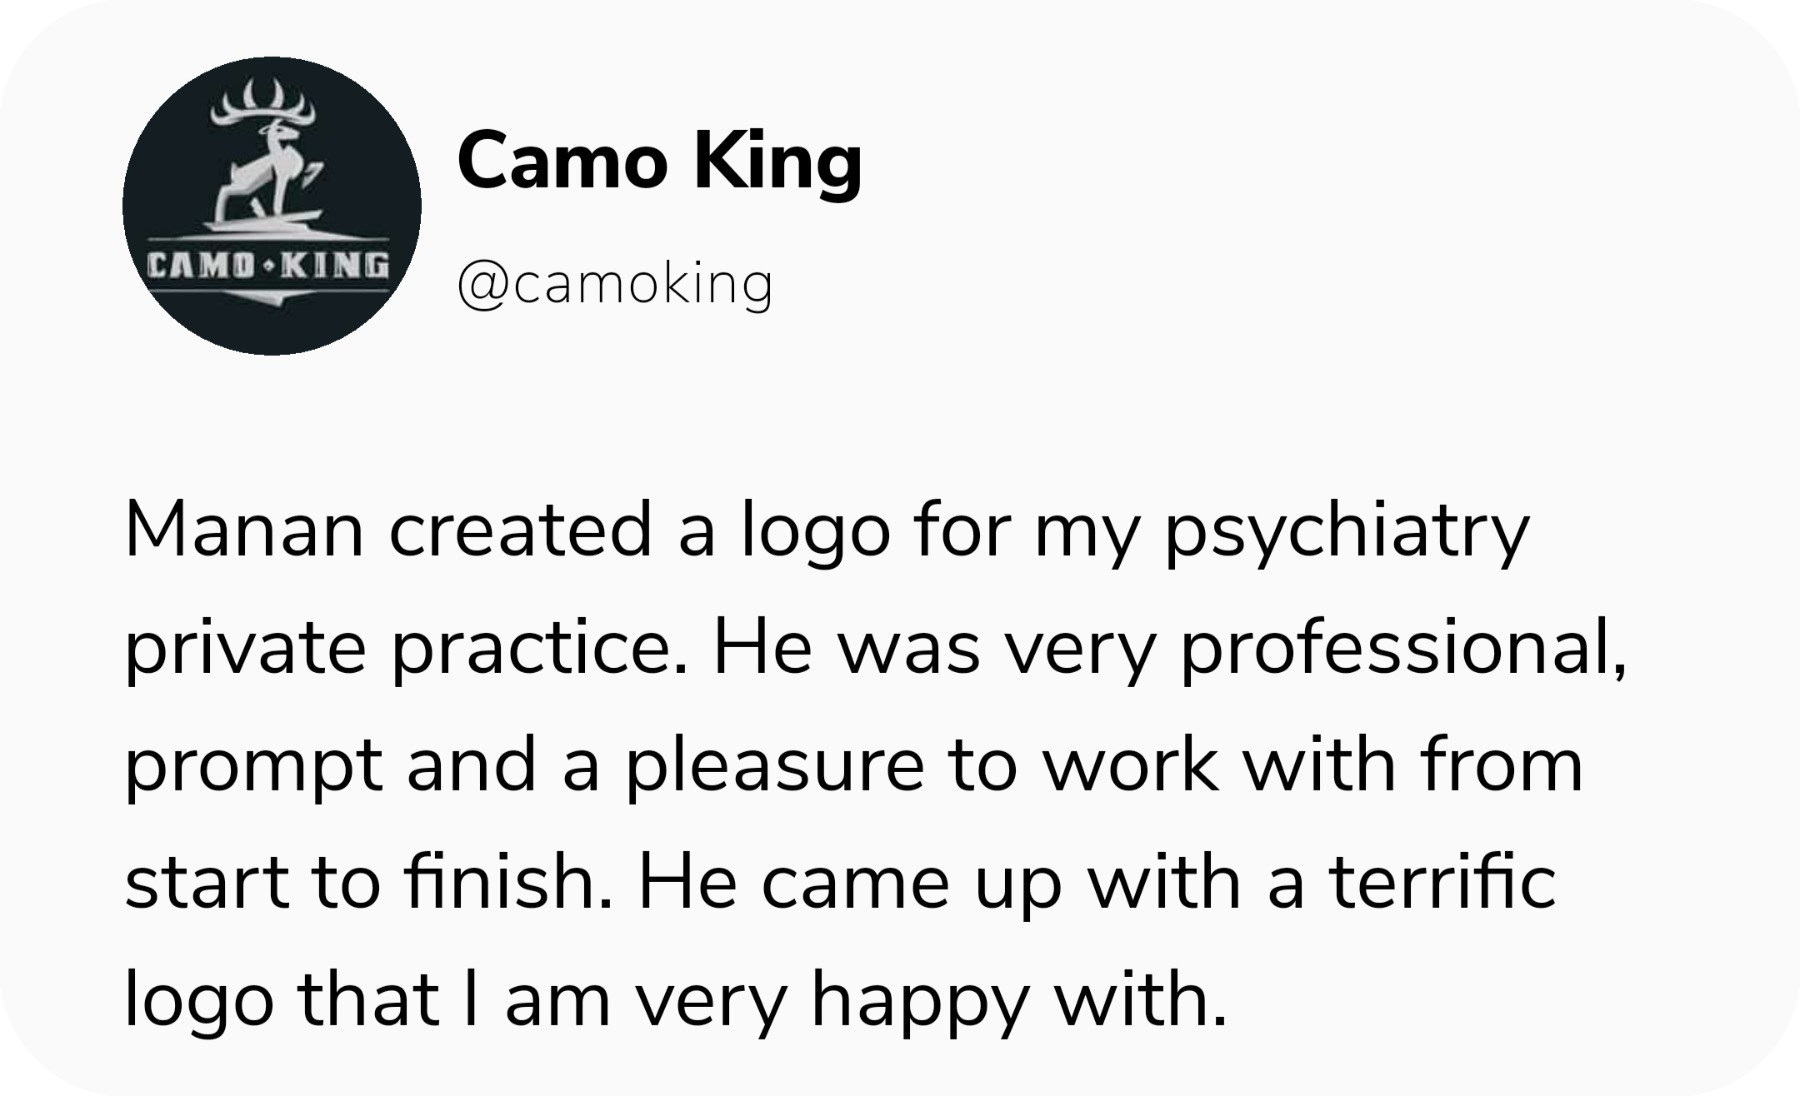 CAMO KING
Camo King
@camoking
Manan created a logo for my psychiatry
private practice. He was very professional,
prompt and a pleasure to work with from
start to finish. He came up with a terrific
logo that I am very happy with.